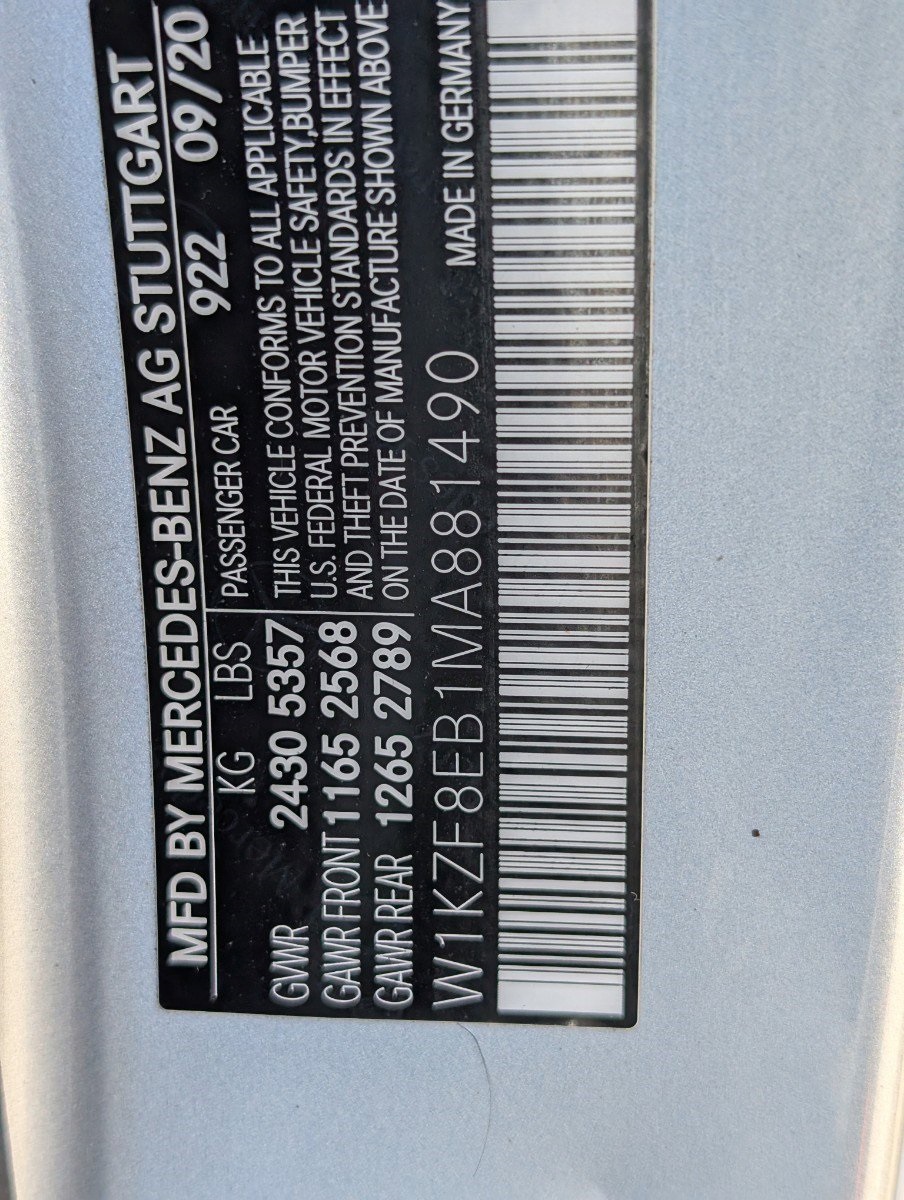 MFD BY MERCEDES-BENZ AG STUTTGART
922 09/20
KG LBS PASSENGER CAR
GVWR 2430 5357
GAWR FRONT 1165 2568
GAWR REAR 1265 2789
THIS VEHICLE CONFORMS TO ALL APPLICABLE
U.S. FEDERAL MOTOR VEHICLE SAFETY,BUMPER
AND THEFT PREVENTION STANDARDS IN EFFECT
ON THE DATE OF MANUFACTURE SHOWN ABOVE
W1KZF8EB1MA881490 MADE IN GERMANY